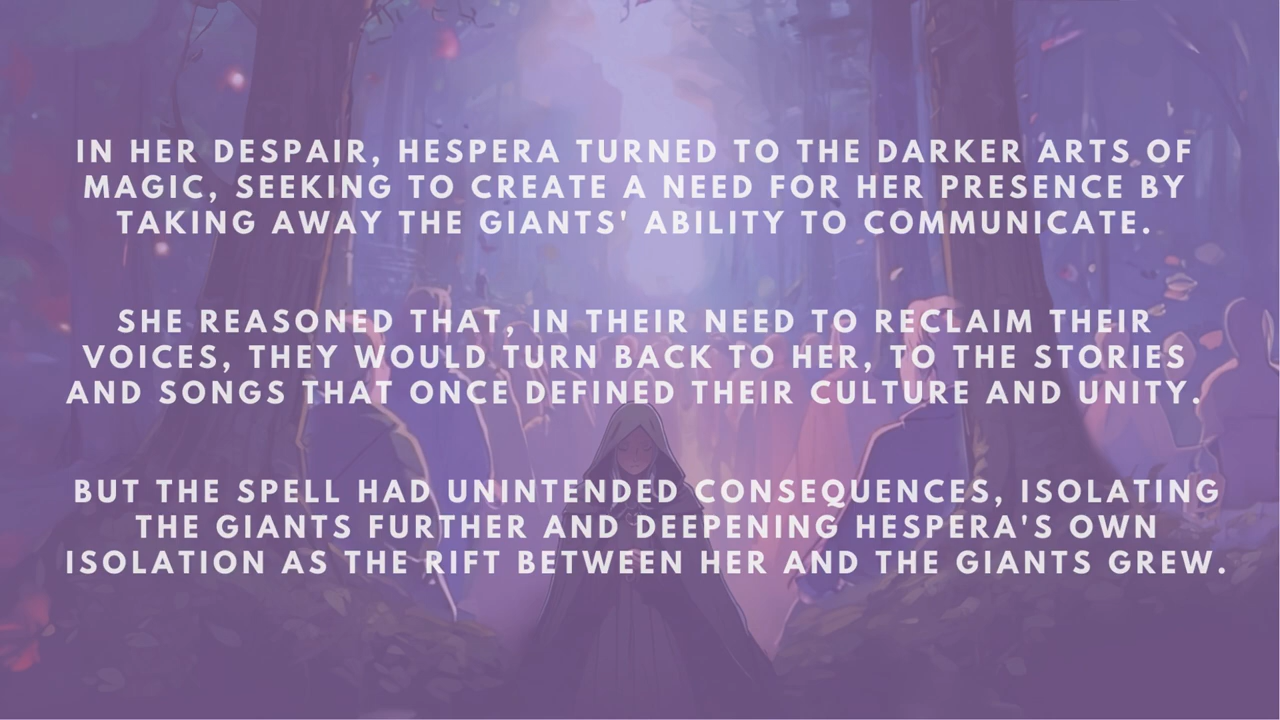 IN HER DESPAIR, HESPERA TURNED TO THE DARKER ARTS OF
MAGIC, SEEKING TO CREATE A NEED FOR HER PRESENCE BY
TAKING AWAY THE GIANTS' ABILITY TO COMMUNICATE.
SHE REASONED THAT, IN THEIR NEED TO RECLAIM THEIR
VOICES, THEY WOULD TURN BACK TO HER, TO THE STORIES
AND SONGS THAT ONCE DEFINED THEIR CULTURE AND UNITY.
BUT THE SPELL HAD UNINTENDED CONSEQUENCES, ISOLATING
THE GIANTS FURTHER AND DEEPENING HESPERA'S OWN
ISOLATION AS THE RIFT BETWEEN HER AND THE GIANTS GREW.